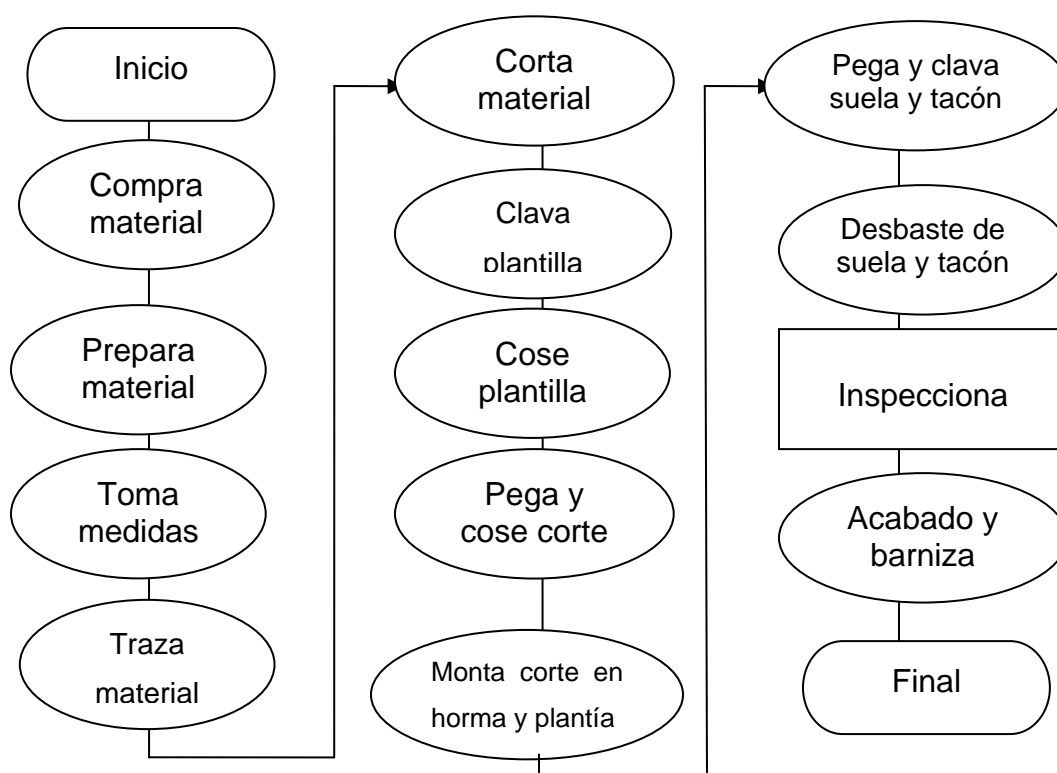 Inicio
Compra
material
Prepara
material
Toma
medidas
Traza
material
Corta
material
Clava
plantilla
Cose
plantilla
Pega y
cose corte
Monta corte en
horma y plantía
Pega y clava
suela y tacón
Desbaste de
suela y tacón
Inspecciona
Acabado y
barniza
Final